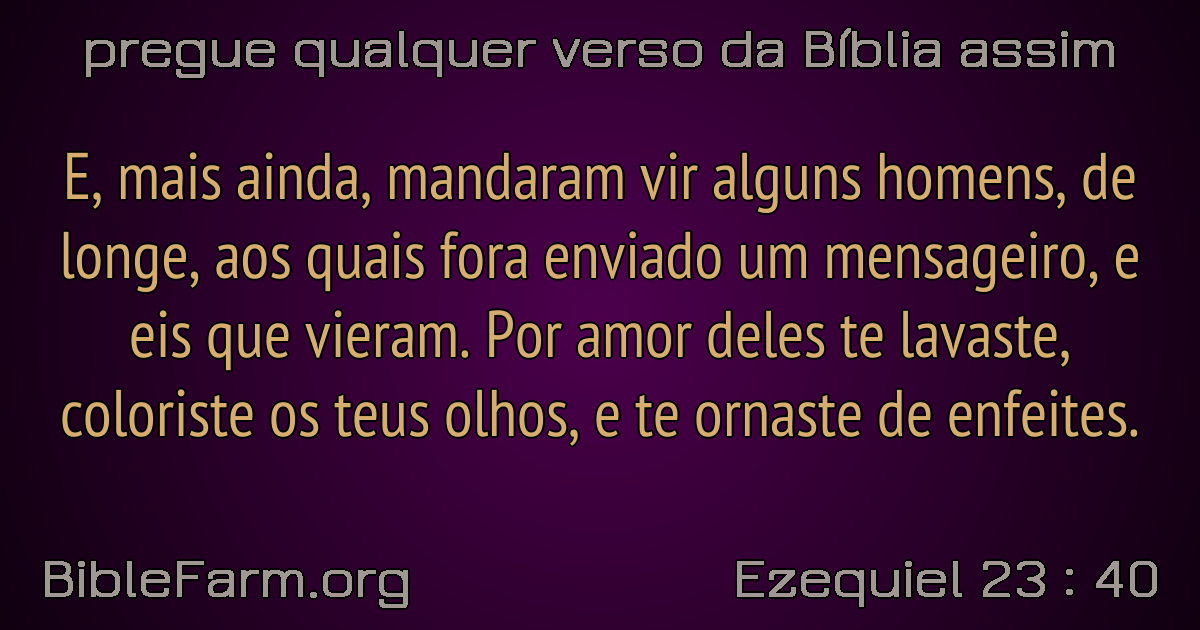 pregue qualquer verso da Bíblia assim
E, mais ainda, mandaram vir alguns homens, de
longe, aos quais fora enviado um mensageiro, e
eis que vieram. Por amor deles te lavaste,
coloriste os teus olhos, e te ornaste de enfeites.
BibleFarm.org
Ezequiel 23 : 40